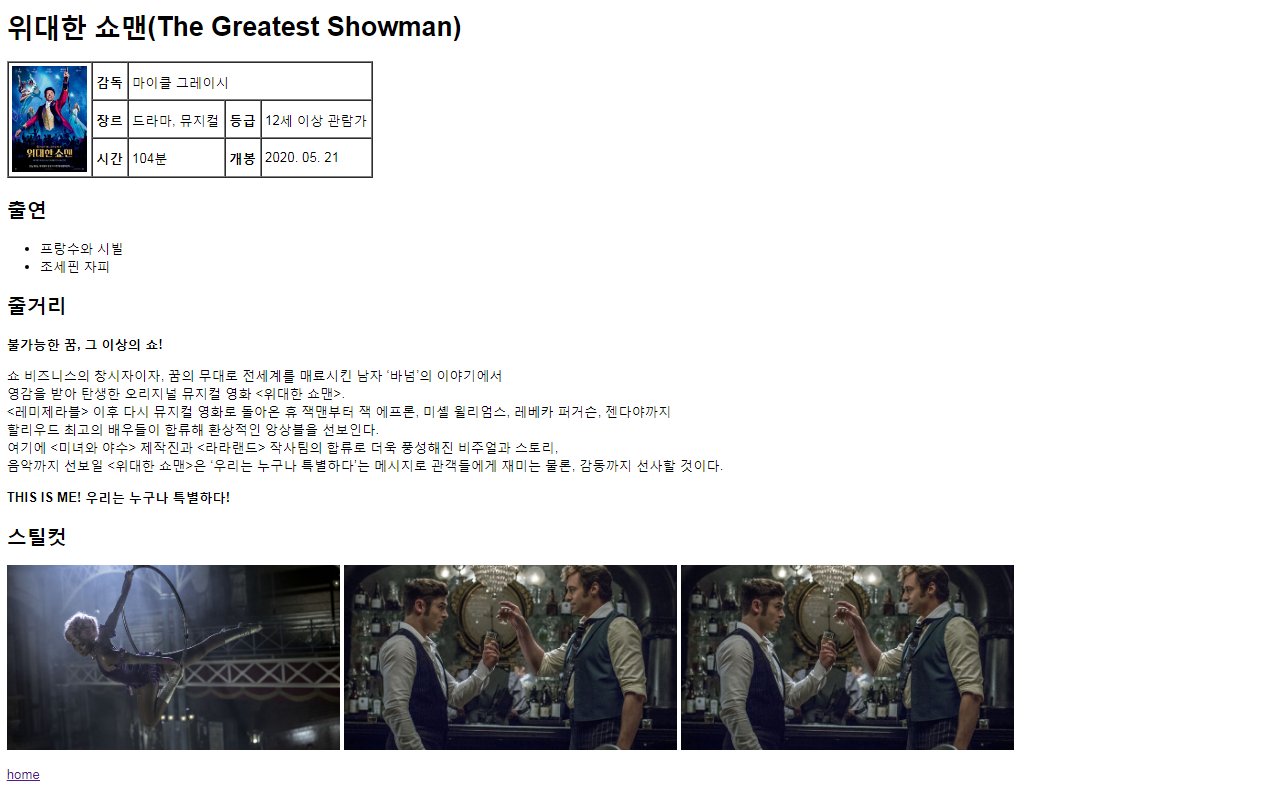 위대한 쇼맨(The Greatest Showman)
감독 마이클 그레이시
장르 드라마, 뮤지컬 등급 12세 이상 관람가
시간 104분 개봉 2020. 05. 21
위대한 쇼맨
출연
프랑수와 시빌
조세핀 자피
줄거리
불가능한 꿈, 그 이상의 쇼!
쇼 비즈니스의 창시자이자, 꿈의 무대로 전세계를 매료시킨 남자 ‘바넘’의 이야기에서
영감을 받아 탄생한 오리지널 뮤지컬 영화 <위대한 쇼맨>.
<레미제라블> 이후 다시 뮤지컬 영화로 돌아온 휴 잭맨부터 잭 에프론, 미셸 윌리엄스, 레베카 퍼거슨, 젠다야까지
할리우드 최고의 배우들이 합류해 환상적인 앙상블을 선보인다.
여기에 <미녀와 야수> 제작진과 <라라랜드> 작사팀의 합류로 더욱 풍성해진 비주얼과 스토리,
음악까지 선보일 <위대한 쇼맨>은 ‘우리는 누구나 특별하다’는 메시지로 관객들에게 재미는 물론, 감동까지 선사할 것이다.
THIS IS ME! 우리는 누구나 특별하다!
스틸컷
home